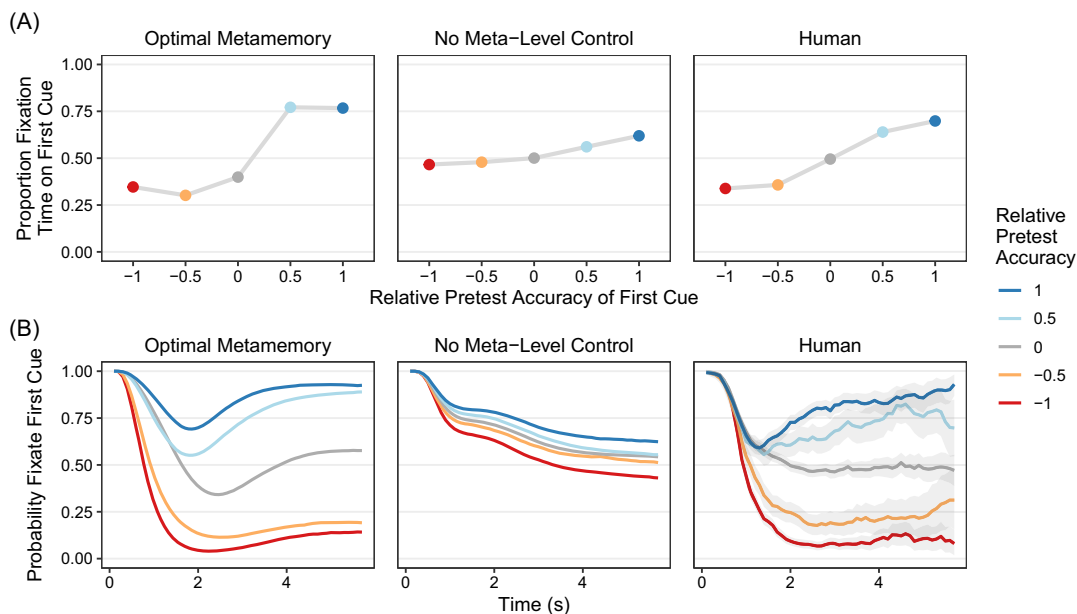 (A)
Optimal Metamemory
No Meta−Level Control
Human
Proportion Fixation
Time on First Cue
1.00
0.75
0.50
0.25
0.00
−1 −0.5 0 0.5 1
−1 −0.5 0 0.5 1
−1 −0.5 0 0.5 1
Relative Pretest Accuracy of First Cue
Relative
Pretest
Accuracy
1
0.5
0
−0.5
−1
(B)
Optimal Metamemory
No Meta−Level Control
Human
Probability Fixate First Cue
1.00
0.75
0.50
0.25
0.00
0 2 4
0 2 4
0 2 4
Time (s)